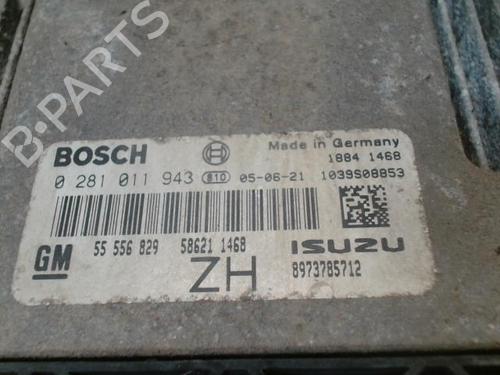 B-PARTS
BOSCH
Made in Germany
1884 1468
0 281 011 943 810 05-06-21 1039S08853
GM
55 556 829 58621 1468
ISUZU
ZH
8973785712